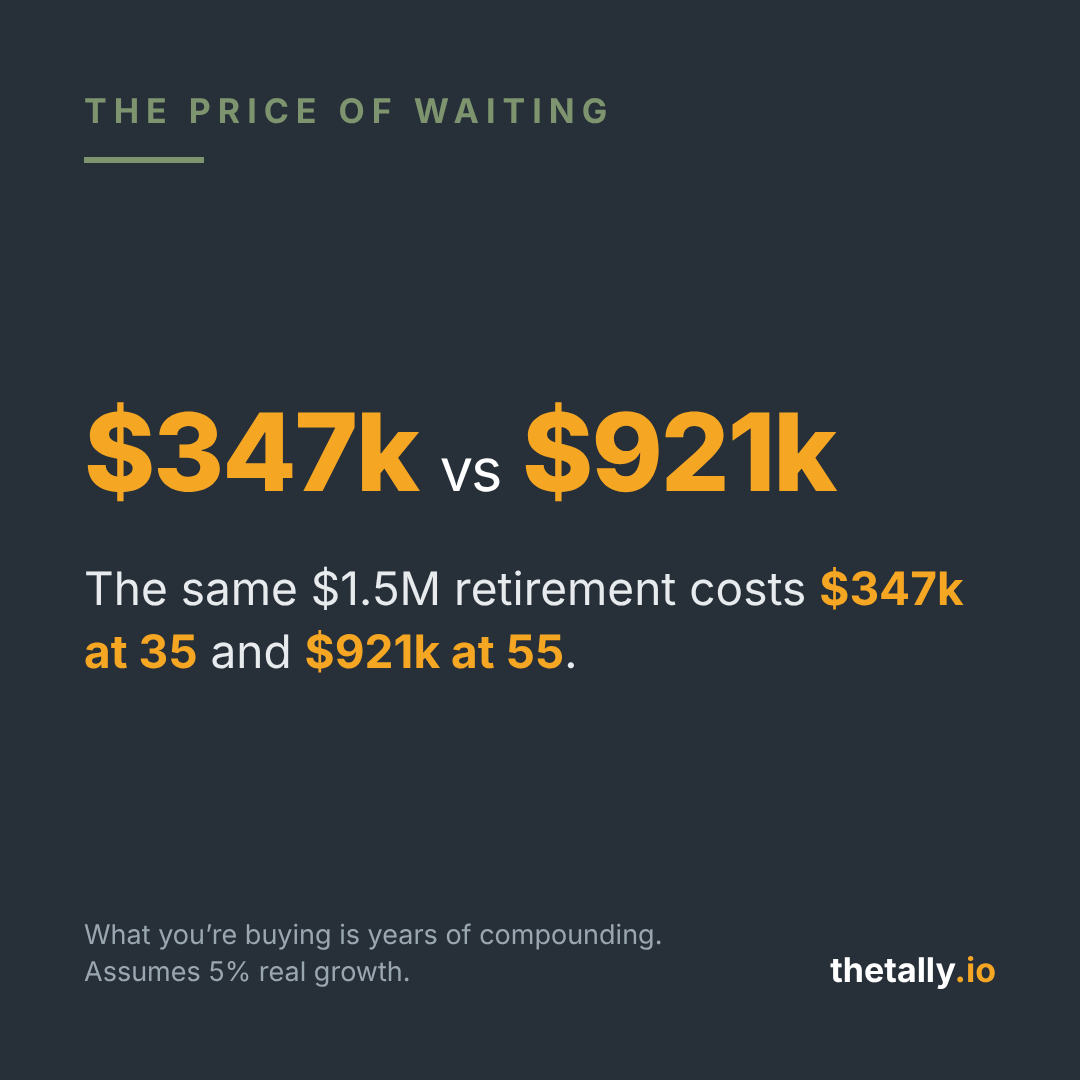 THE PRICE OF WAITING
$347k vs $921k
The same $1.5M retirement costs $347k
at 35 and $921k at 55.
What you’re buying is years of compounding.
Assumes 5% real growth.
thetally.io